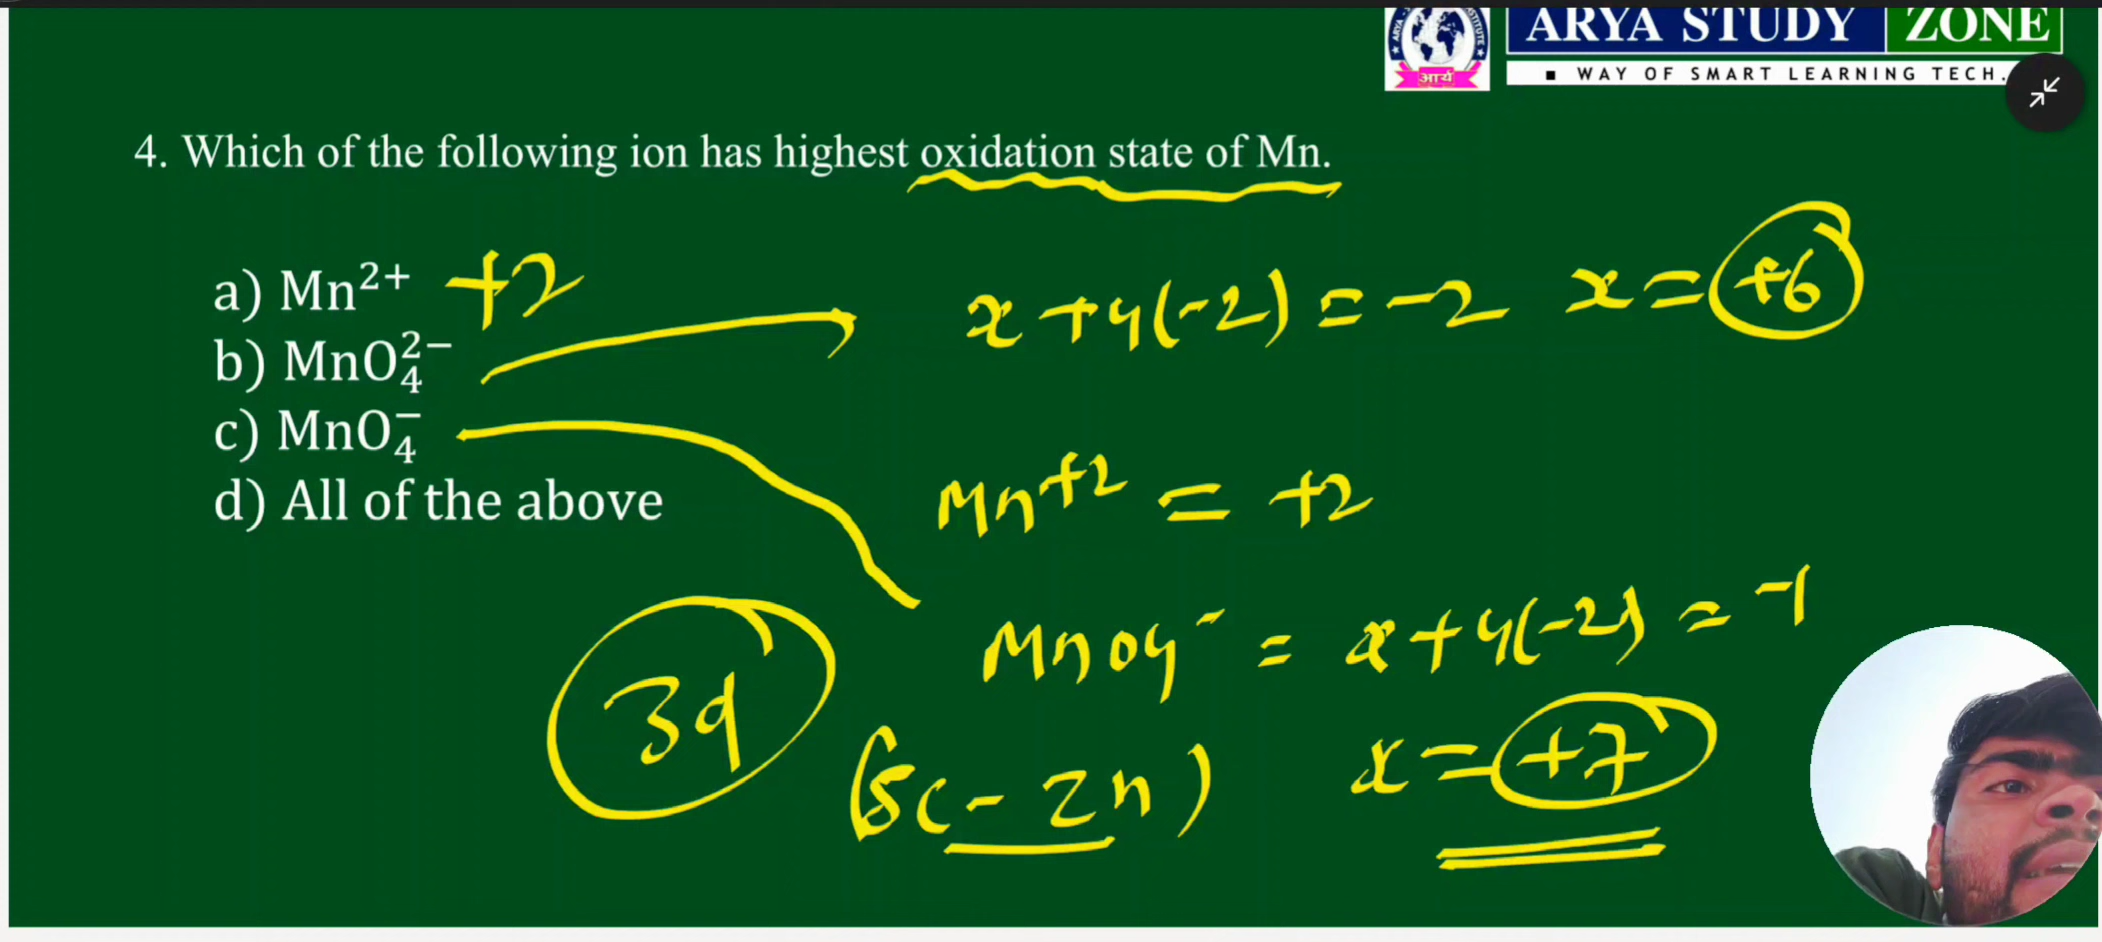 ARYA STUDY ZONE
▪ WAY OF SMART LEARNING TECH.
आर्य
4. Which of the following ion has highest oxidation state of Mn.
a) Mn²⁺ +2
x+4(-2) = -2 x = +6
b) MnO₄²⁻
c) MnO₄⁻
Mn⁺² = +2
d) All of the above
MnO4⁻ = x+4(-2) = -1
3d
(Sc - Zn)
x = +7